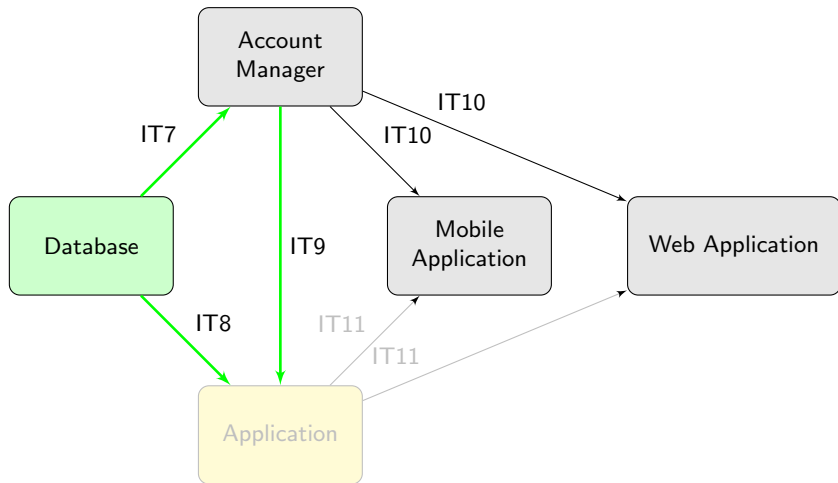 Account
Manager
IT10
IT7
IT10
Database
IT9
Mobile
Application
Web Application
IT8
IT11
IT11
Application